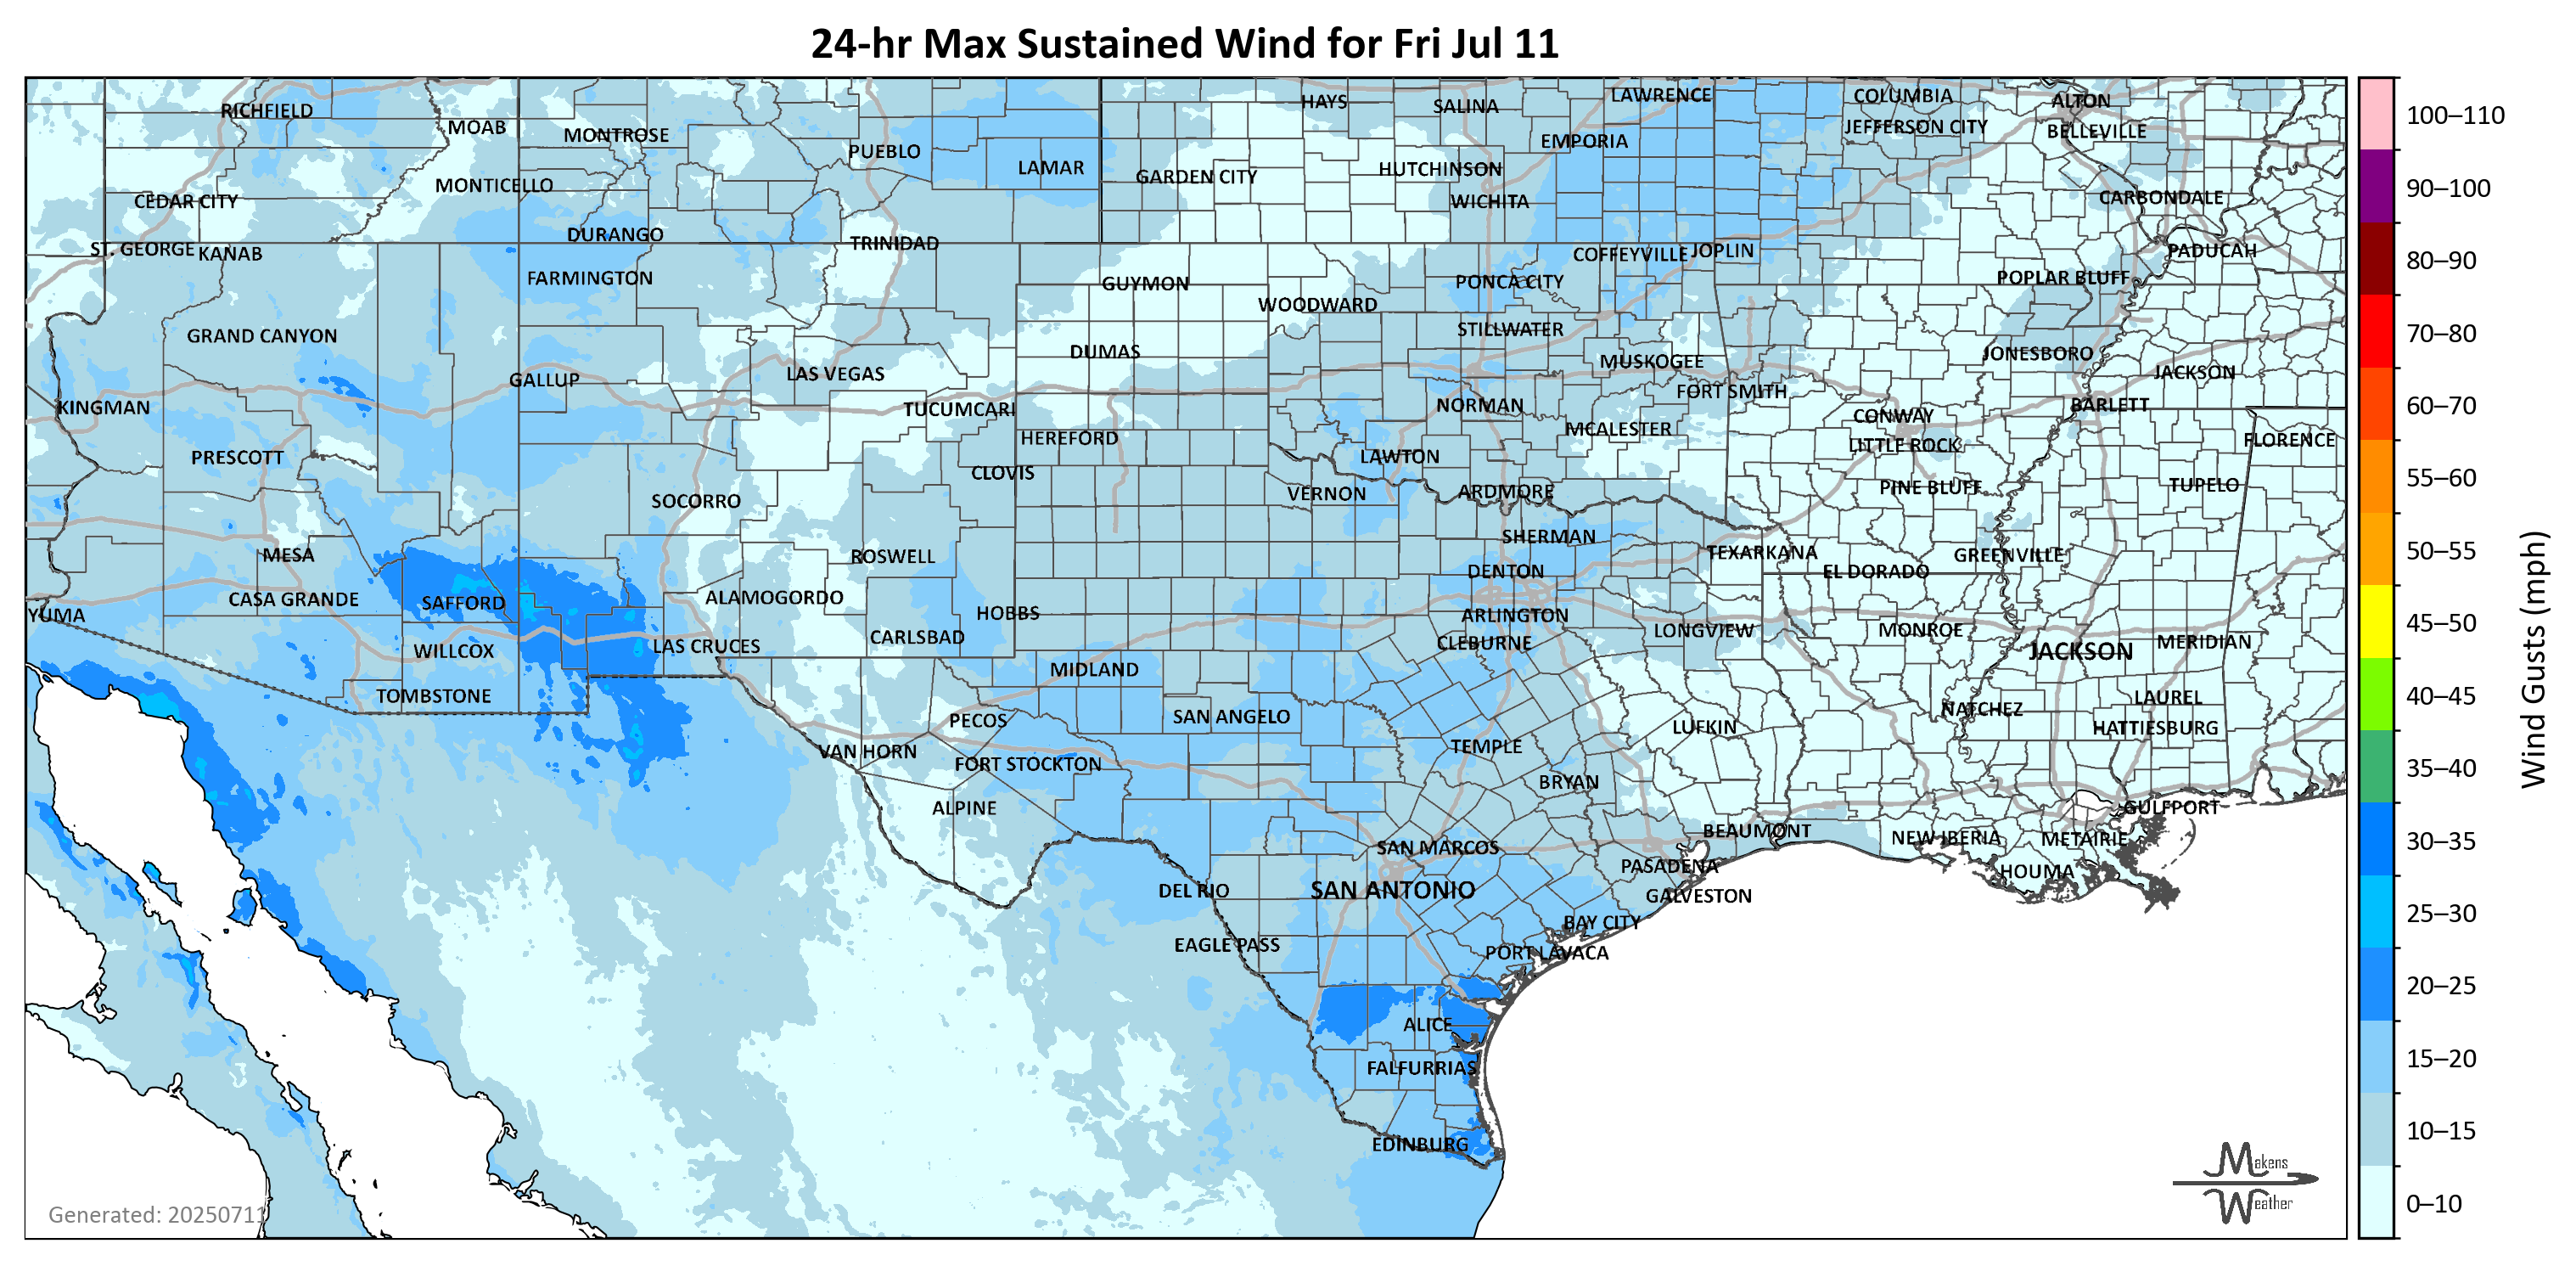 24-hr Max Sustained Wind for Fri Jul 11
RICHFIELD
MOAB
MONTROSE
PUEBLO
LAMAR
HAYS
SALINA
LAWRENCE
COLUMBIA
ALTON
EMPORIA
JEFFERSON CITY
BELLEVILLE
CEDAR CITY
MONTICELLO
GARDEN CITY
HUTCHINSON
WICHITA
CARBONDALE
ST. GEORGE
KANAB
DURANGO
TRINIDAD
COFFEYVILLE
JOPLIN
PADUCAH
FARMINGTON
GUYMON
PONCA CITY
POPLAR BLUFF
WOODWARD
GRAND CANYON
STILLWATER
DUMAS
MUSKOGEE
JONESBORO
GALLUP
LAS VEGAS
FORT SMITH
JACKSON
KINGMAN
TUCUMCARI
NORMAN
CONWAY
BARLETT
HEREFORD
MCALESTER
LITTLE ROCK
FLORENCE
PRESCOTT
CLOVIS
LAWTON
SOCORRO
VERNON
ARDMORE
PINE BLUFF
TUPELO
MESA
ROSWELL
SHERMAN
TEXARKANA
GREENVILLE
DENTON
EL DORADO
YUMA
CASA GRANDE
SAFFORD
ALAMOGORDO
HOBBS
ARLINGTON
WILLCOX
LAS CRUCES
CARLSBAD
CLEBURNE
LONGVIEW
MONROE
JACKSON
MERIDIAN
TOMBSTONE
MIDLAND
LAUREL
PECOS
SAN ANGELO
NATCHEZ
VAN HORN
FORT STOCKTON
TEMPLE
LUFKIN
HATTIESBURG
ALPINE
BRYAN
GULFPORT
SAN MARCOS
BEAUMONT
NEW IBERIA
METAIRIE
PASADENA
HOUMA
DEL RIO
SAN ANTONIO
GALVESTON
EAGLE PASS
BAY CITY
PORT LAVACA
ALICE
FALFURRIAS
EDINBURG
Generated: 20250711
Makens
Weather
100–110
90–100
80–90
70–80
60–70
55–60
50–55
45–50
40–45
35–40
30–35
25–30
20–25
15–20
10–15
0–10
Wind Gusts (mph)